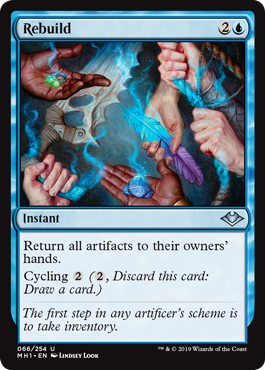 Rebuild 2
Instant
Return all artifacts to their owners'
hands.
Cycling 2 (2, Discard this card:
Draw a card.)
The first step in any artificer's scheme is
to take inventory.
066/254 U
MH1 • EN LINDSEY LOOK ™ & © 2019 Wizards of the Coast